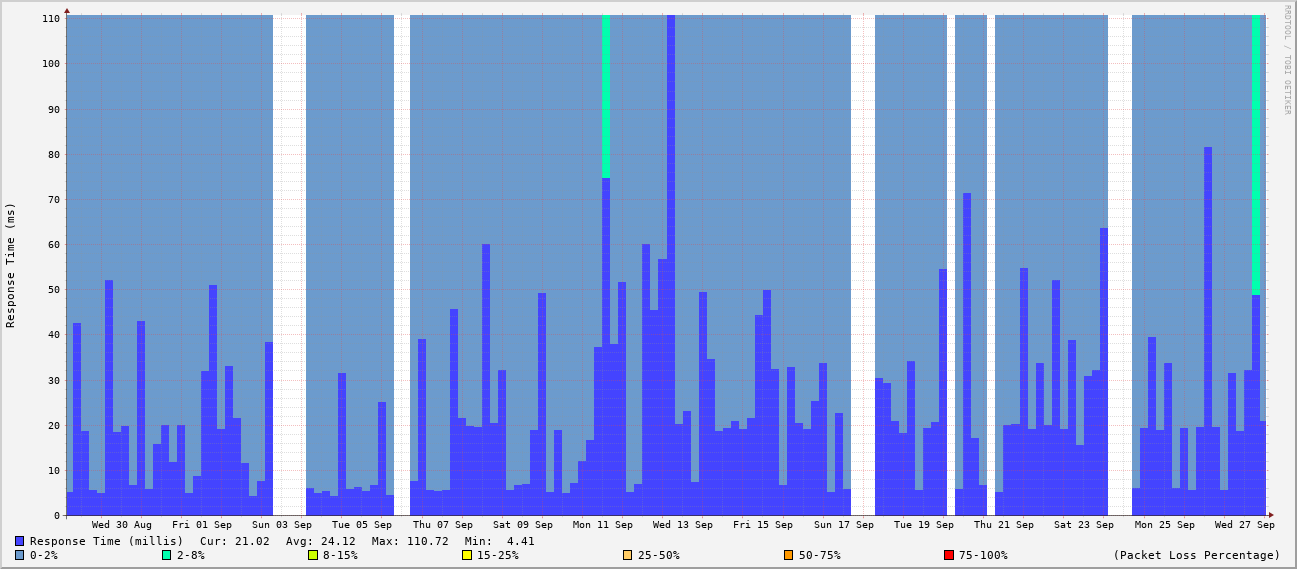 RRDTOOL / TOBI OETIKER
Response Time (ms)
110
100
90
80
70
60
50
40
30
20
10
0
Wed 30 Aug Fri 01 Sep Sun 03 Sep Tue 05 Sep Thu 07 Sep Sat 09 Sep Mon 11 Sep Wed 13 Sep Fri 15 Sep Sun 17 Sep Tue 19 Sep Thu 21 Sep Sat 23 Sep Mon 25 Sep Wed 27 Sep
Response Time (millis) Cur: 21.02 Avg: 24.12 Max: 110.72 Min: 4.41
0-2% 2-8% 8-15% 15-25% 25-50% 50-75% 75-100% (Packet Loss Percentage)